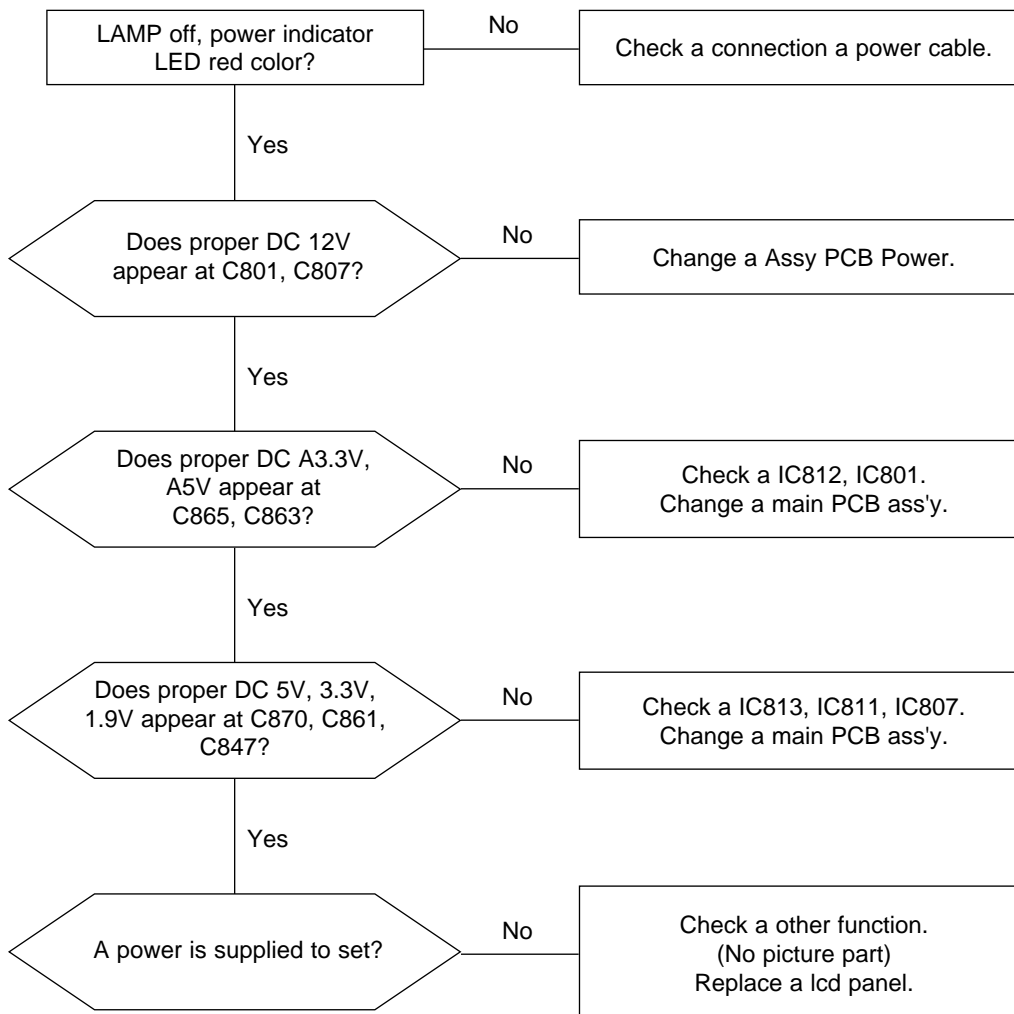 LAMP off, power indicator
LED red color?
No
Check a connection a power cable.
Yes
Does proper DC 12V
appear at C801, C807?
No
Change a Assy PCB Power.
Yes
Does proper DC A3.3V,
A5V appear at
C865, C863?
No
Check a IC812, IC801.
Change a main PCB ass'y.
Yes
Does proper DC 5V, 3.3V,
1.9V appear at C870, C861,
C847?
No
Check a IC813, IC811, IC807.
Change a main PCB ass'y.
Yes
A power is supplied to set?
No
Check a other function.
(No picture part)
Replace a lcd panel.